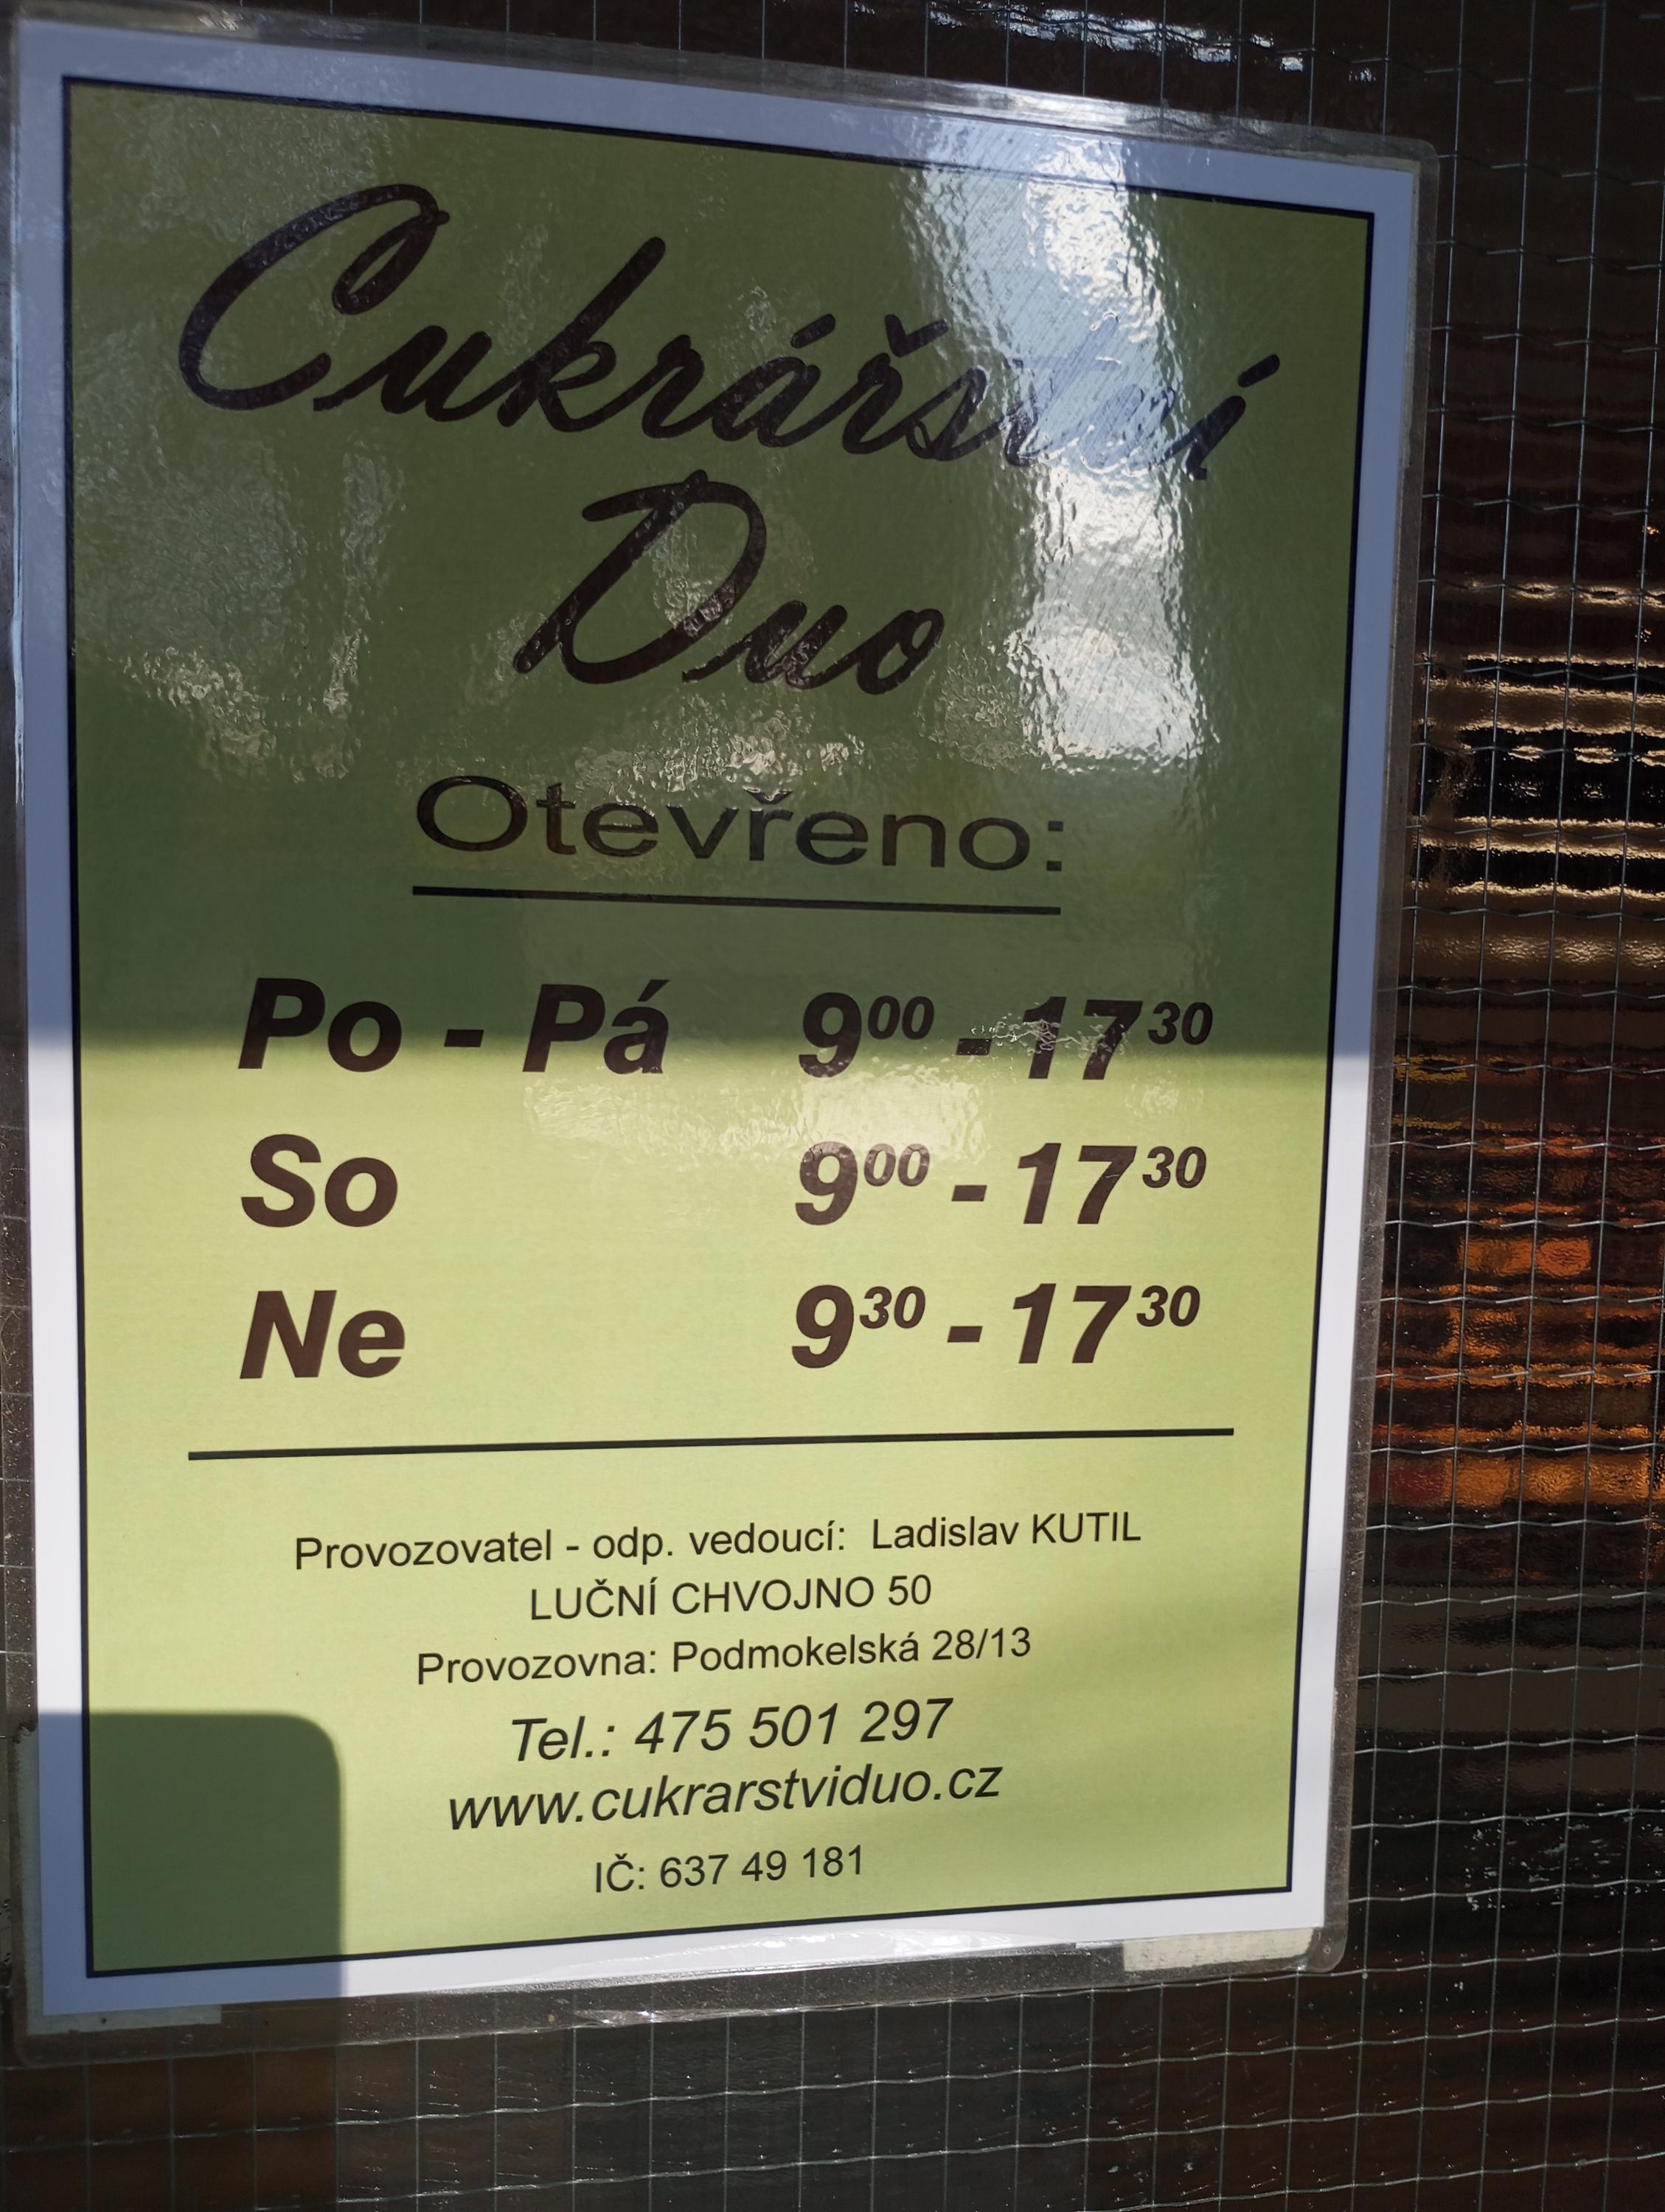 Cukrářství
Duo
Otevřeno:
Po - Pá 9⁰⁰ - 17³⁰
So 9⁰⁰ - 17³⁰
Ne 9³⁰ - 17³⁰
Provozovatel - odp. vedoucí: Ladislav KUTIL
LUČNÍ CHVOJNO 50
Provozovna: Podmokelská 28/13
Tel.: 475 501 297
www.cukrarstviduo.cz
IČ: 637 49 181